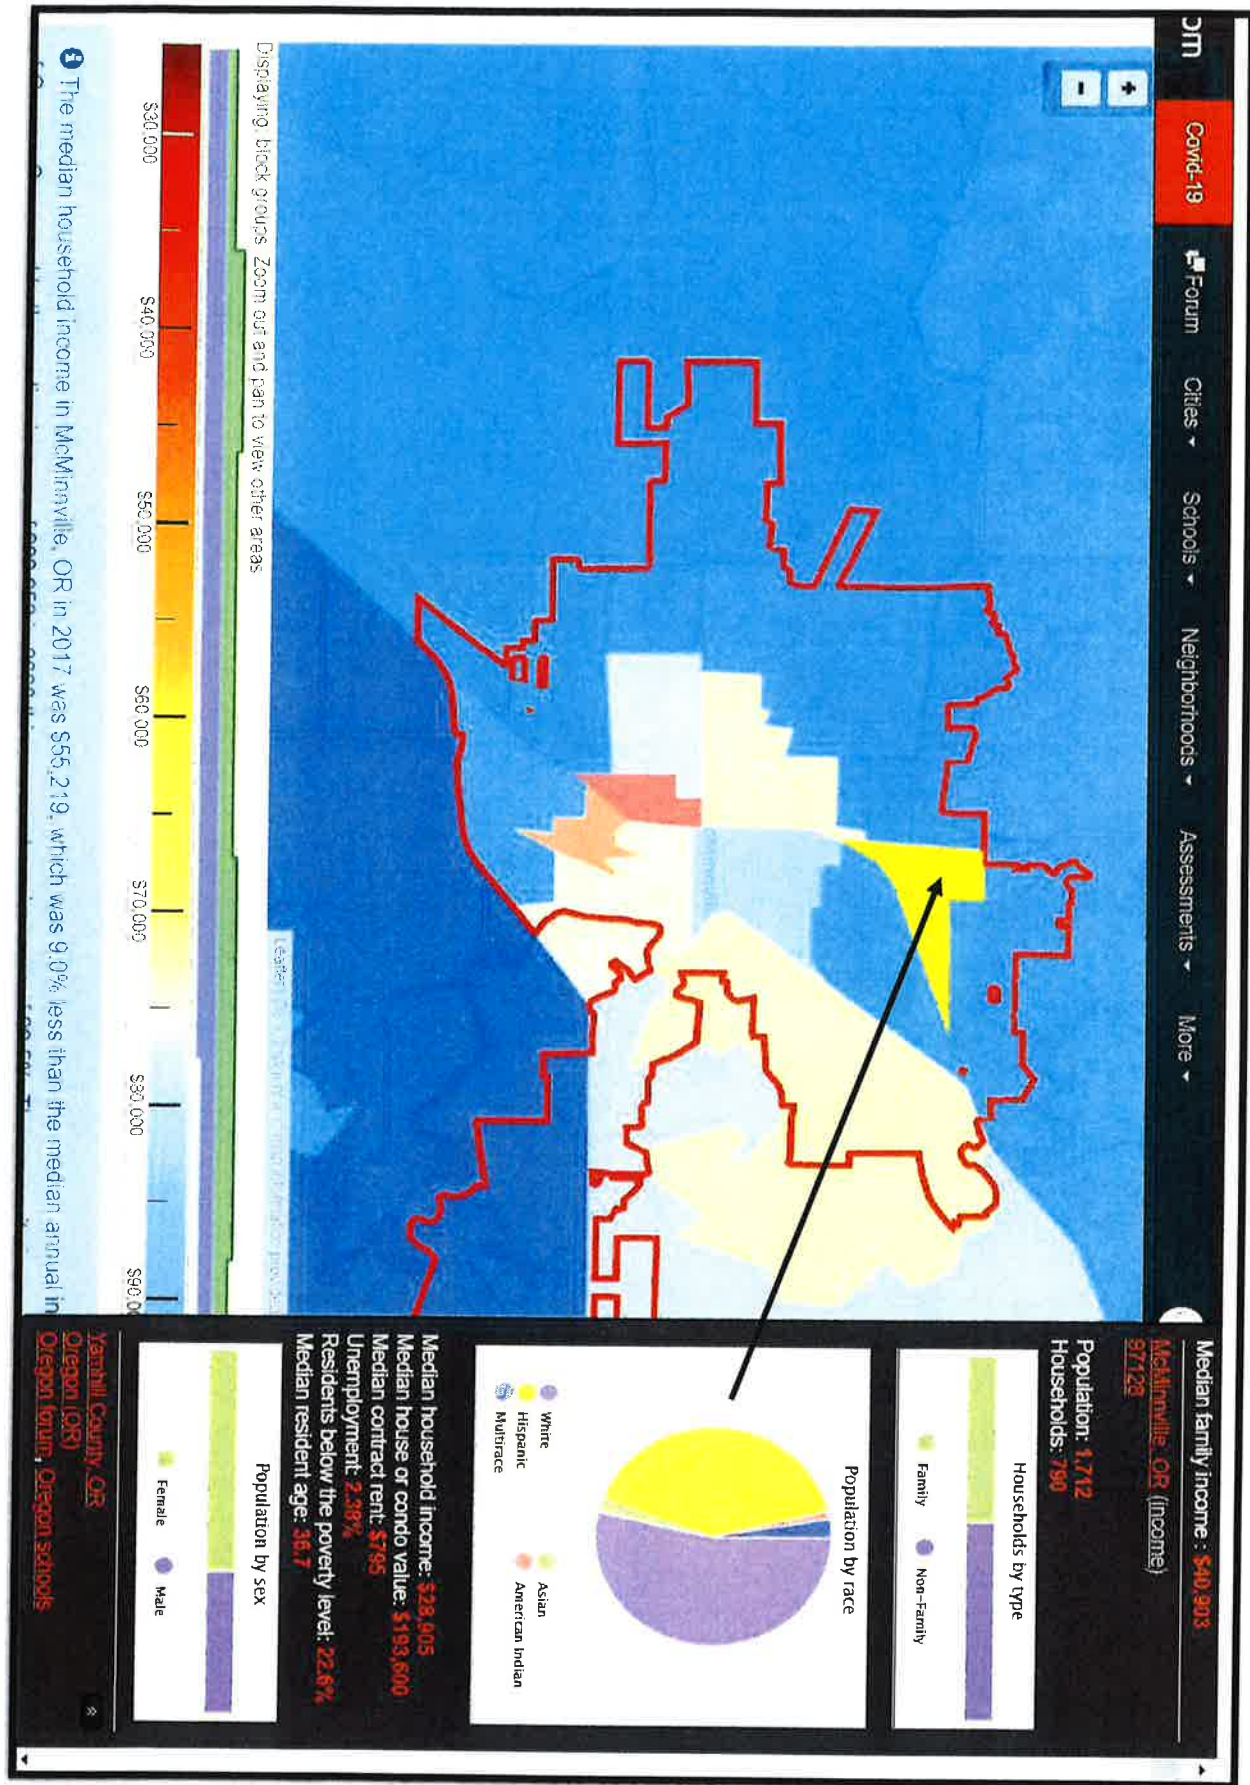 om
Covid-19
Forum
Cities
Schools
Neighborhoods
Assessments
More
+
-
Displaying: block groups. Zoom out and pan to view other areas
$30,000
$40,000
$50,000
$60,000
$70,000
$80,000
$90,00
The median household income in McMinnville, OR in 2017 was $55,219, which was 9.0% less than the median annual in
Median family income : $40,903
McMinnville, OR (income)
97128
Population: 1,712
Households: 790
Households by type
Family
Non-Family
Population by race
White
Asian
Hispanic
American Indian
Multirace
Median household income: $28,905
Median house or condo value: $193,600
Median contract rent: $795
Unemployment: 2.38%
Residents below the poverty level: 22.6%
Median resident age: 36.7
Population by sex
Female
Male
Yamhill County, OR
Oregon (OR)
Oregon forum, Oregon schools